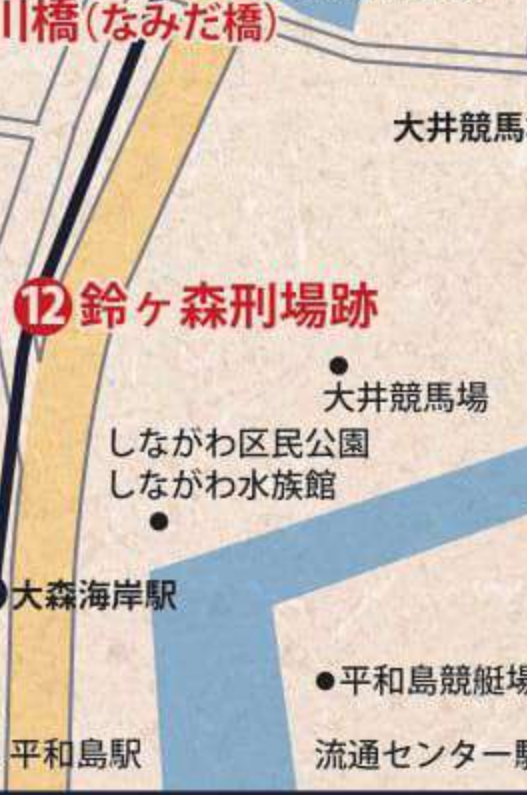 川橋(なみだ橋)
大井競馬
⑫鈴ヶ森刑場跡
大井競馬場
しながわ区民公園
しながわ水族館
大森海岸駅
平和島競艇場
平和島駅
流通センター駅